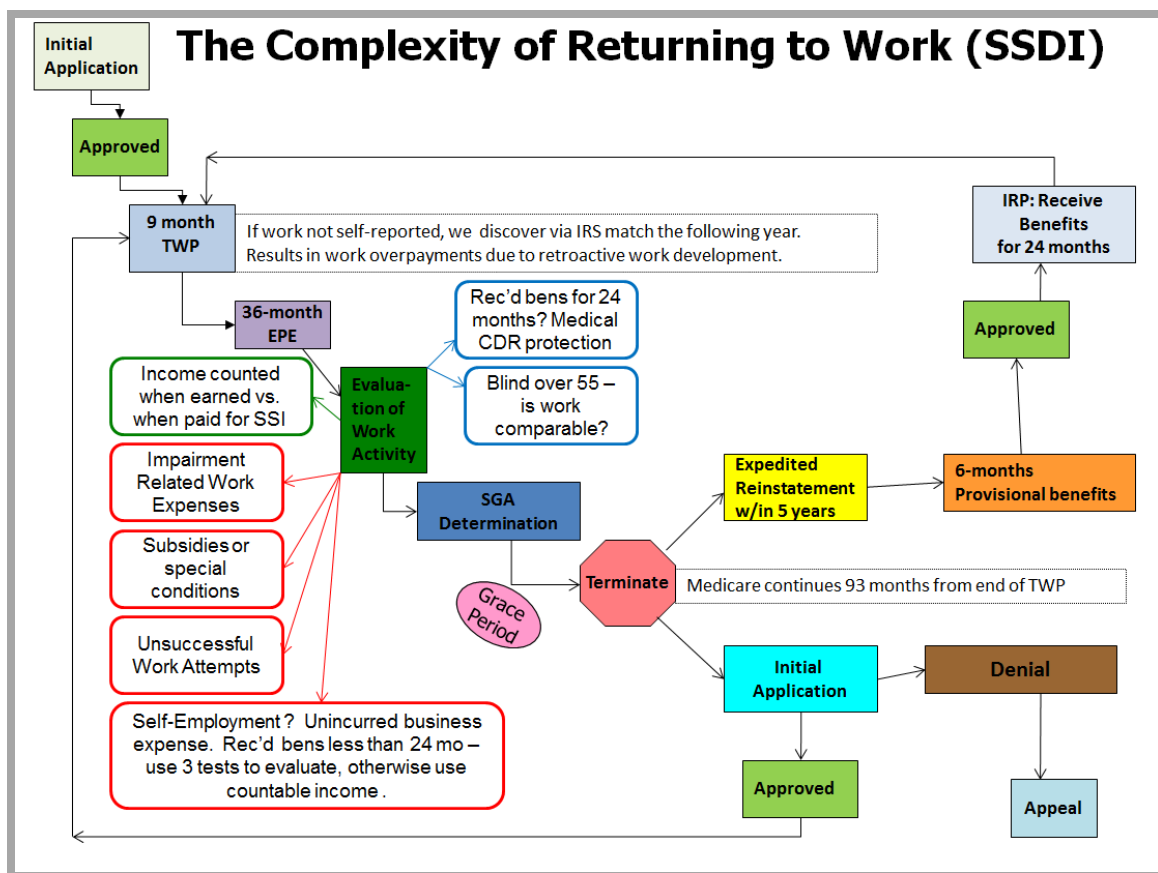 Initial
Application
The Complexity of Returning to Work (SSDI)
Approved
9 month
TWP
If work not self-reported, we  discover via IRS match the following year.
Results in work overpayments due to retroactive work development.
IRP: Receive
Benefits
for 24 months
36-month
EPE
Rec'd bens for 24
months? Medical
CDR protection
Approved
Income counted
when earned vs.
when paid for SSI
Evalua-
tion of
Work
Activity
Blind over 55 –
is work
comparable?
Impairment
Related Work
Expenses
SGA
Determination
Expedited
Reinstatement
w/in 5 years
6-months
Provisional benefits
Subsidies or
special
conditions
Grace
Period
Terminate
Medicare continues 93 months from end of TWP
Unsuccessful
Work Attempts
Initial
Application
Denial
Self-Employment ?  Unincurred business
expense.  Rec'd bens less than 24 mo –
use 3 tests to evaluate, otherwise use
countable income .
Approved
Appeal